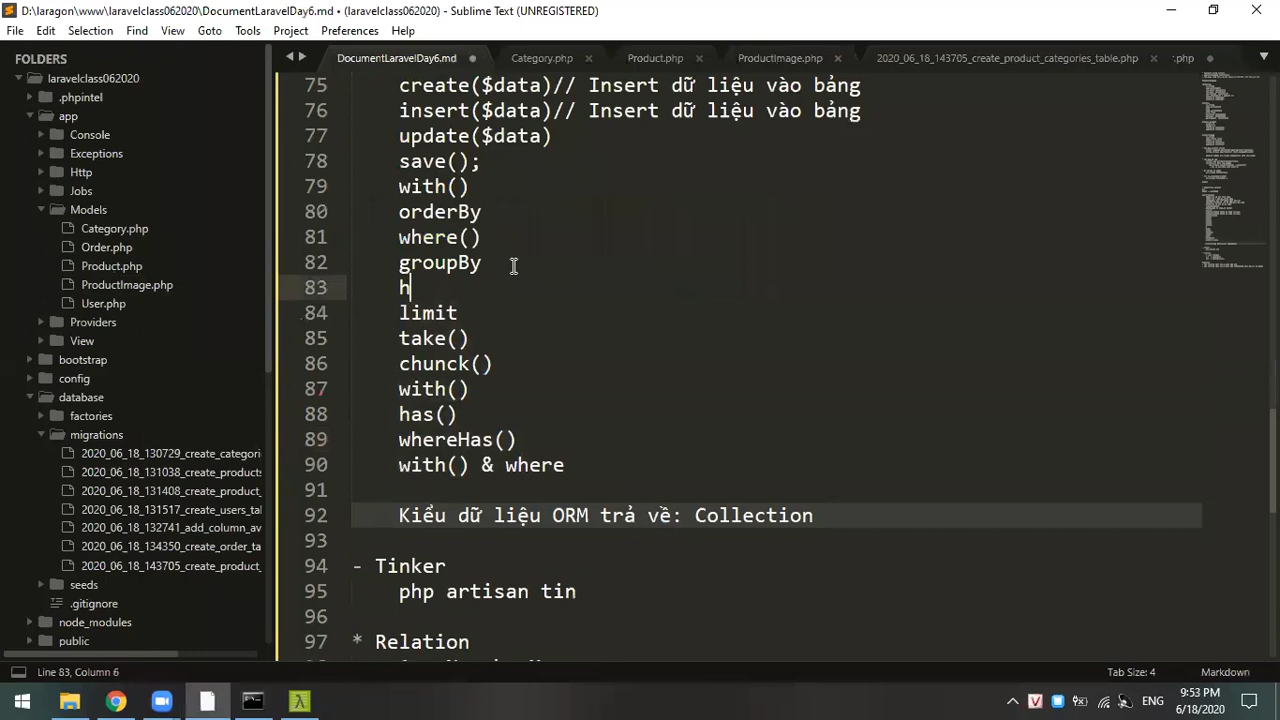 D:\laragon\www\laravelclass062020\DocumentLaravelDay6.md • (laravelclass062020) - Sublime Text (UNREGISTERED)
File Edit Selection Find View Goto Tools Project Preferences Help
FOLDERS
laravelclass062020
.phpintel
app
Console
Exceptions
Http
Jobs
Models
Category.php
Order.php
Product.php
ProductImage.php
User.php
Providers
View
bootstrap
config
database
factories
migrations
2020_06_18_130729_create_categori
2020_06_18_131038_create_products
2020_06_18_131408_create_product_
2020_06_18_131517_create_users_ta
2020_06_18_132741_add_column_av
2020_06_18_134350_create_order_ta
2020_06_18_143705_create_product_
seeds
.gitignore
node_modules
public
DocumentLaravelDay6.md Category.php Product.php ProductImage.php 2020_06_18_143705_create_product_categories_table.php .php
75 create($data)// Insert dữ liệu vào bảng
76 insert($data)// Insert dữ liệu vào bảng
77 update($data)
78 save();
79 with()
80 orderBy
81 where()
82 groupBy
83 h
84 limit
85 take()
86 chunck()
87 with()
88 has()
89 whereHas()
90 with() & where
91
92 Kiểu dữ liệu ORM trả về: Collection
93
94 - Tinker
95 php artisan tin
96
97 * Relation
Line 83, Column 6 Tab Size: 4 Markdown
ENG 9:53 PM
6/18/2020